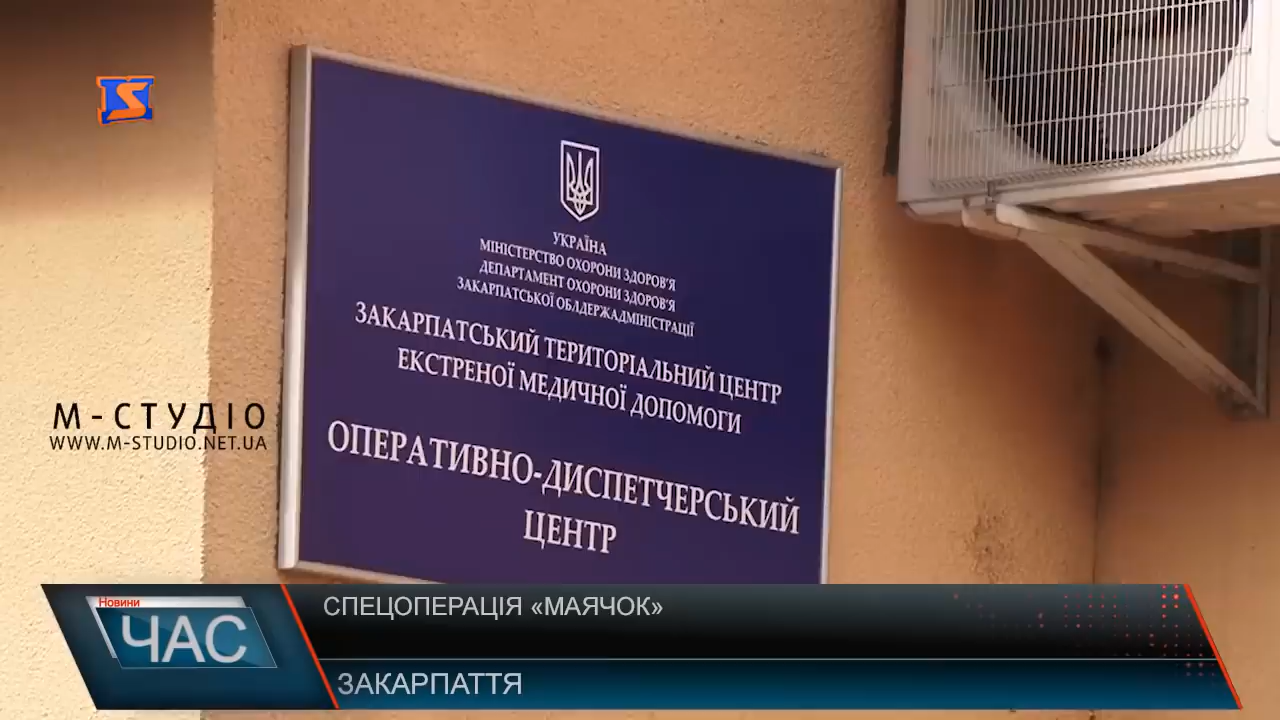 УКРАЇНА
МІНІСТЕРСТВО ОХОРОНИ ЗДОРОВ'Я
ДЕПАРТАМЕНТ ОХОРОНИ ЗДОРОВ'Я
ЗАКАРПАТСЬКОЇ ОБЛДЕРЖАДМІНІСТРАЦІЇ
ЗАКАРПАТСЬКИЙ ТЕРИТОРІАЛЬНИЙ ЦЕНТР
ЕКСТРЕНОЇ МЕДИЧНОЇ ДОПОМОГИ
ОПЕРАТИВНО-ДИСПЕТЧЕРСЬКИЙ
ЦЕНТР
М-СТУДІО
WWW.M-STUDIO.NET.UA
Новини
ЧАС
СПЕЦОПЕРАЦІЯ «МАЯЧОК»
ЗАКАРПАТТЯ